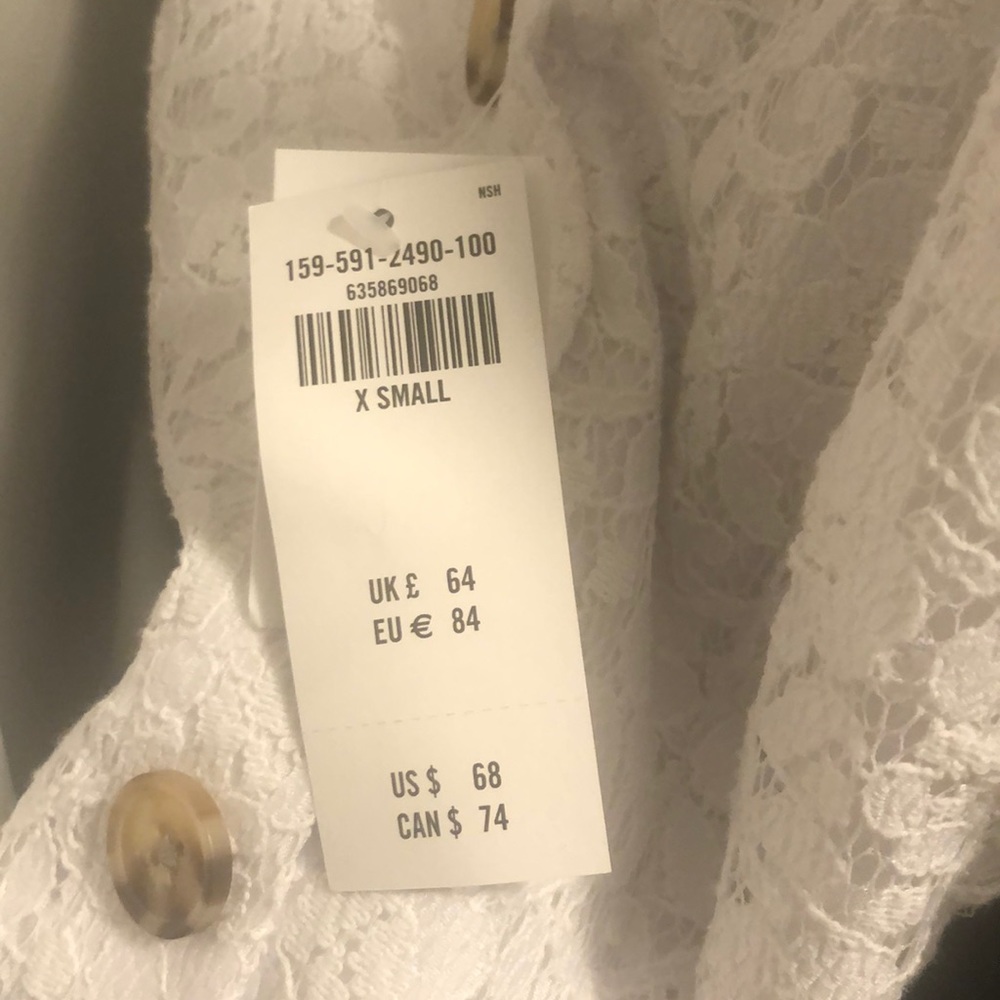 NSH
159-591-2490-100
635869068
X SMALL
UK £ 64
EU € 84
US $ 68
CAN $ 74